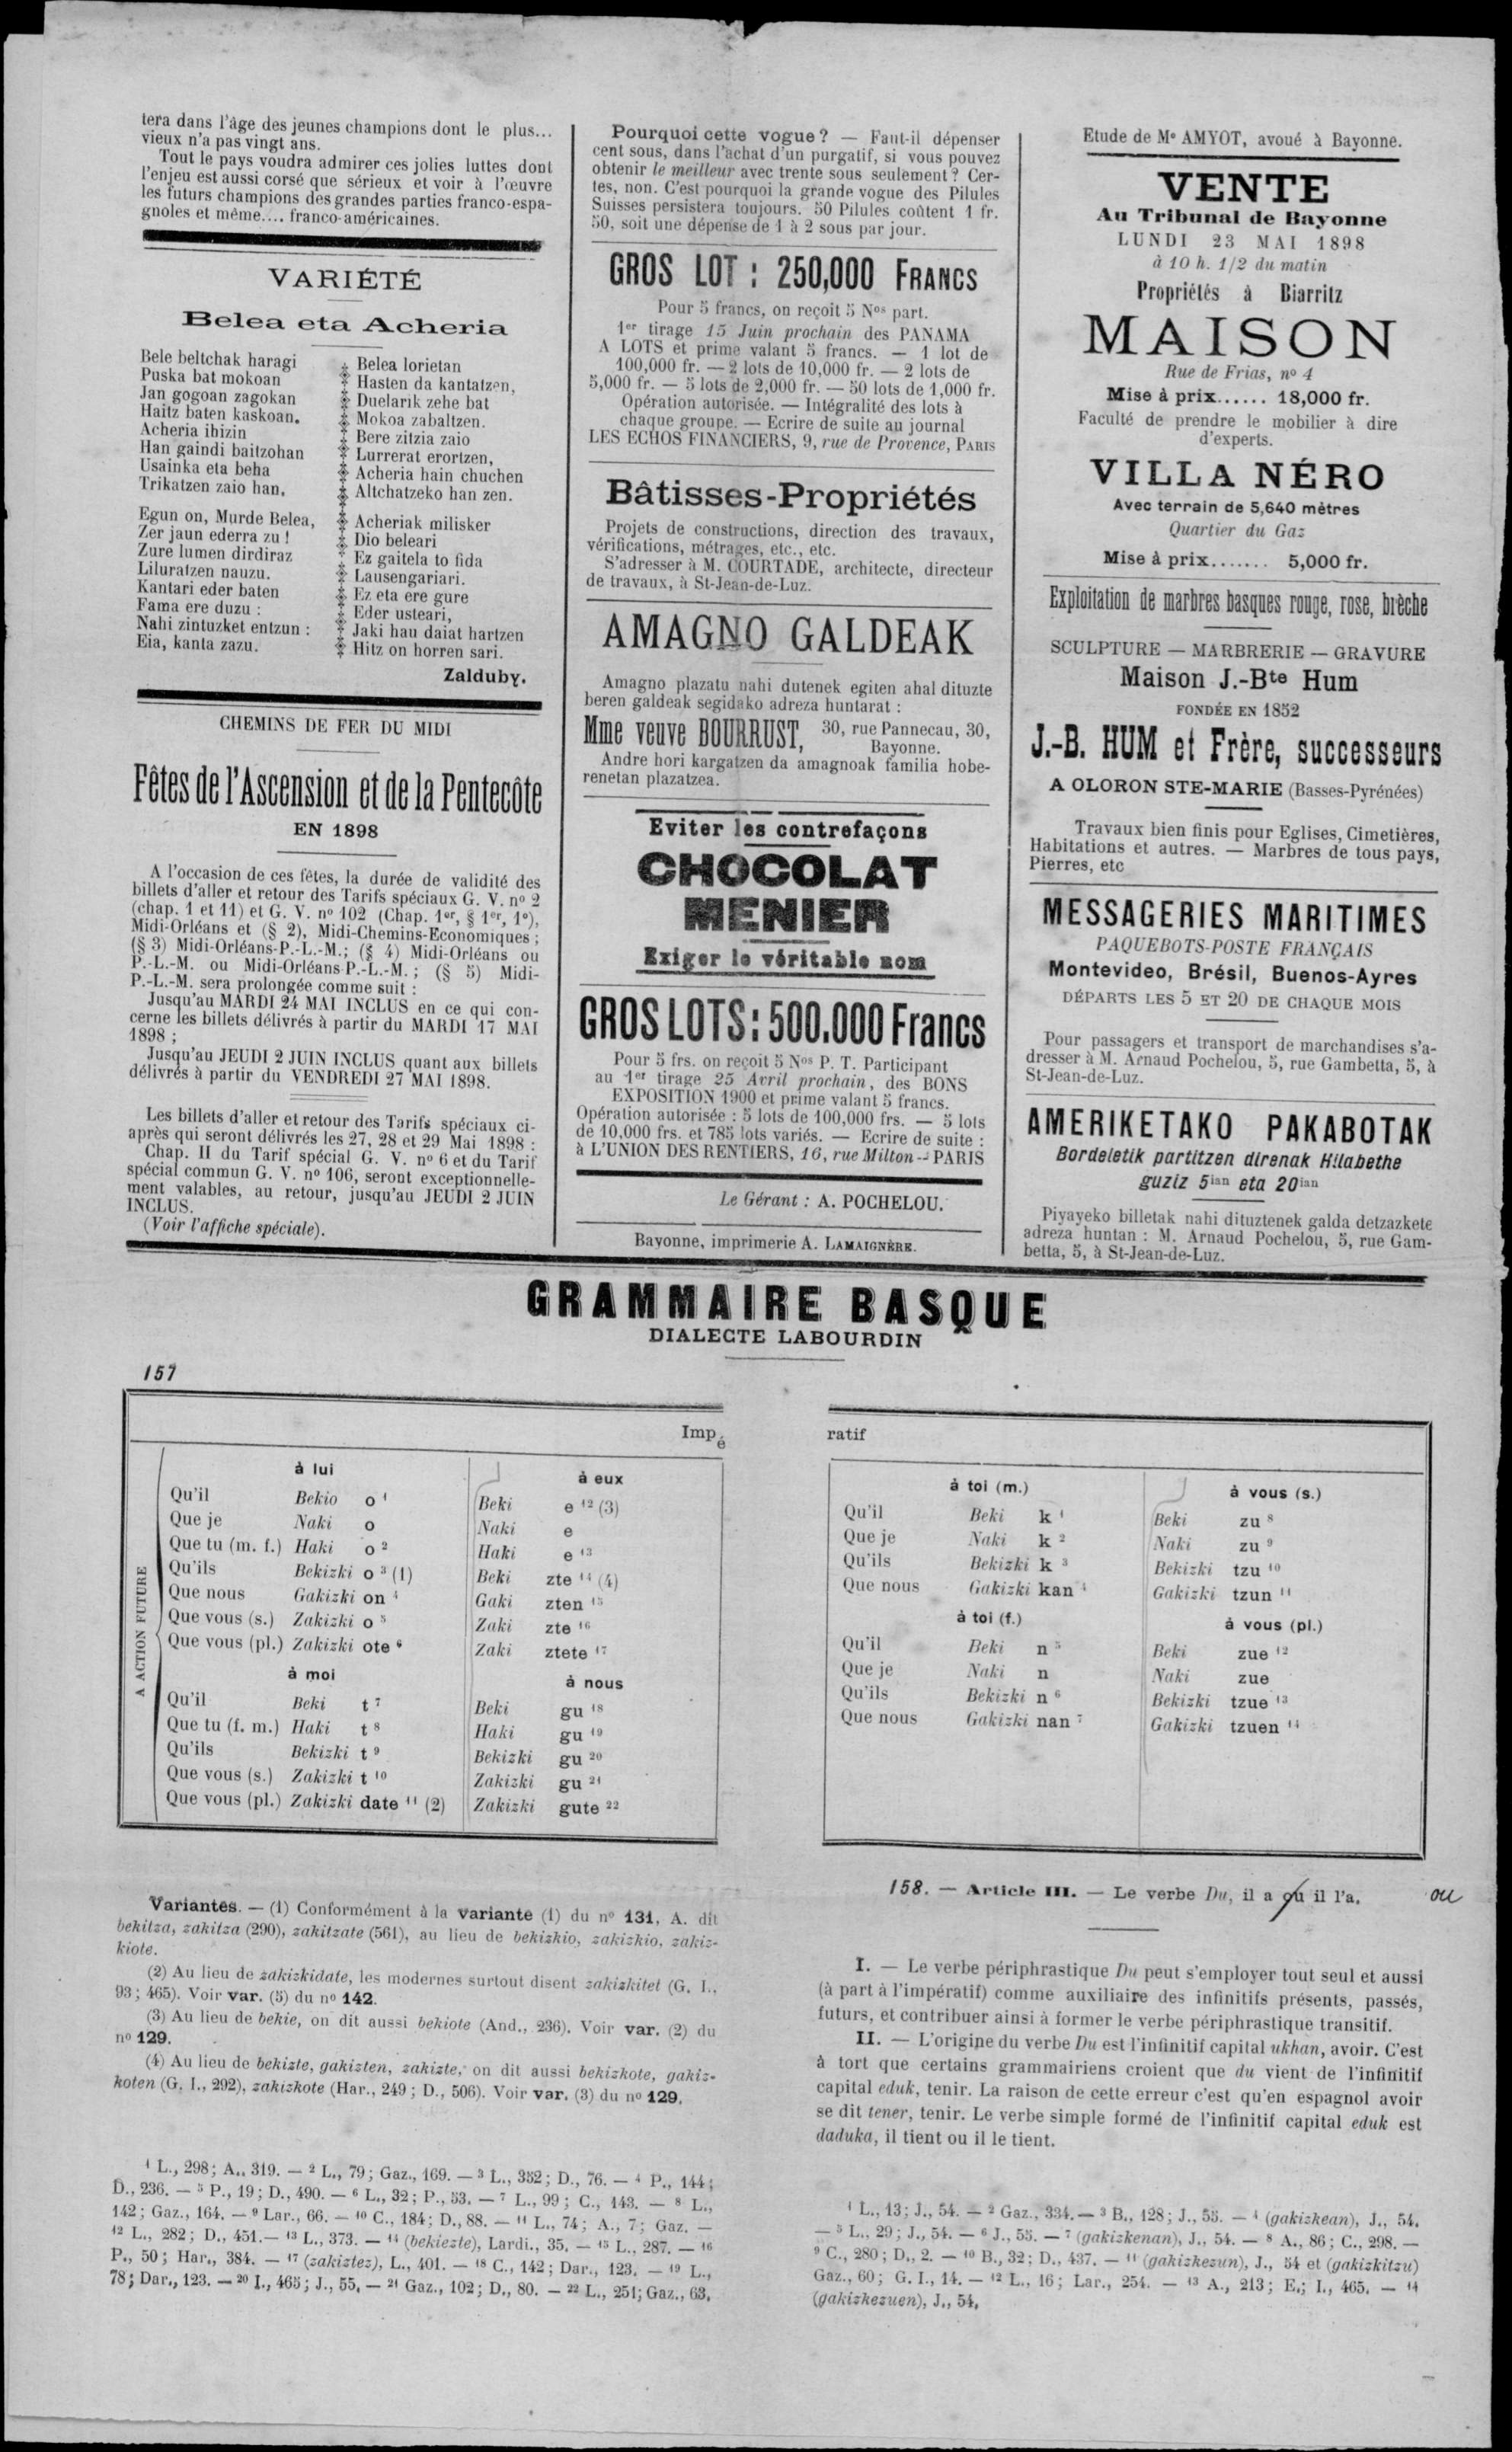 tera dans l'âge des jeunes champions dont le plus...
vieux n'a pas vingt ans.
Tout le pays voudra admirer ces jolies luttes dont
l'enjeu est aussi corsé que sérieux et voir à l'œuvre
les futurs champions des grandes parties franco-espa-
gnoles et même.... franco-américaines.
VARIÉTÉ
Belea eta Acheria
Bele beltchak haragi
Puska bat mokoan
Jan gogoan zagokan
Haitz baten kaskoan.
Acheria ihizin
Han gaindi baitzohan
Usainka eta beha
Trikatzen zaio han.
Egun on, Murde Belea,
Zer jaun ederra zu !
Zure lumen dirdiraz
Liluratzen nauzu.
Kantari eder baten
Fama ere duzu :
Nahi zintuzket entzun :
Eia, kanta zazu.
Belea lorietan
Hasten da kantatzen,
Duelarik zehe bat
Mokoa zabaltzen.
Bere zitzia zaio
Lurrerat erortzen,
Acheria hain chuchen
Altchatzeko han zen.
Acheriak milisker
Dio beleari
Ez gaitela to fida
Lausengariari.
Ez eta ere gure
Eder usteari,
Jaki hau daiat hartzen
Hitz on horren sari.
Zalduby.
CHEMINS DE FER DU MIDI
Fêtes de l'Ascension et de la Pentecôte
EN 1898
A l'occasion de ces fêtes, la durée de validité des
billets d'aller et retour des Tarifs spéciaux G. V. nº 2
(chap. 1 et 11) et G. V. nº 102 (Chap. 1er, § 1er, 1º),
Midi-Orléans et (§ 2), Midi-Chemins-Economiques ;
(§ 3) Midi-Orléans-P.-L.-M.; (§ 4) Midi-Orléans ou
P.-L.-M. ou Midi-Orléans-P.-L.-M. ; (§ 5) Midi-
P.-L.-M. sera prolongée comme suit :
Jusqu'au MARDI 24 MAI INCLUS en ce qui con-
cerne les billets délivrés à partir du MARDI 17 MAI
1898 ;
Jusqu'au JEUDI 2 JUIN INCLUS quant aux billets
délivrés à partir du VENDREDI 27 MAI 1898.
Les billets d'aller et retour des Tarifs spéciaux ci-
après qui seront délivrés les 27, 28 et 29 Mai 1898 :
Chap. II du Tarif spécial G. V. nº 6 et du Tarif
spécial commun G. V. nº 106, seront exceptionnelle-
ment valables, au retour, jusqu'au JEUDI 2 JUIN
INCLUS.
(Voir l'affiche spéciale).
Pourquoi cette vogue ? — Faut-il dépenser
cent sous, dans l'achat d'un purgatif, si vous pouvez
obtenir le meilleur avec trente sous seulement ? Cer-
tes, non. C'est pourquoi la grande vogue des Pilules
Suisses persistera toujours. 50 Pilules coûtent 1 fr.
50, soit une dépense de 1 à 2 sous par jour.
GROS LOT : 250,000 FRANCS
Pour 5 francs, on reçoit 5 Nos part.
1er tirage 15 Juin prochain des PANAMA
A LOTS et prime valant 5 francs. — 1 lot de
100,000 fr. — 2 lots de 10,000 fr. — 2 lots de
5,000 fr. — 5 lots de 2,000 fr. — 50 lots de 1,000 fr.
Opération autorisée. — Intégralité des lots à
chaque groupe. — Ecrire de suite au journal
LES ECHOS FINANCIERS, 9, rue de Provence, PARIS
Bâtisses-Propriétés
Projets de constructions, direction des travaux,
vérifications, métrages, etc., etc.
S'adresser à M. COURTADE, architecte, directeur
de travaux, à St-Jean-de-Luz.
AMAGNO GALDEAK
Amagno plazatu nahi dutenek egiten ahal dituzte
beren galdeak segidako adreza huntarat :
Mme veuve BOURRUST, 30, rue Pannecau, 30,
Bayonne.
Andre hori kargatzen da amagnoak familia hobe-
renetan plazatzea.
Eviter les contrefaçons
CHOCOLAT
MENIER
Exiger le véritable nom
GROS LOTS : 500.000 Francs
Pour 5 frs. on reçoit 5 Nos P. T. Participant
au 1er tirage 25 Avril prochain, des BONS
EXPOSITION 1900 et prime valant 5 francs.
Opération autorisée : 5 lots de 100,000 frs. — 5 lots
de 10,000 frs. et 785 lots variés. — Ecrire de suite :
à L'UNION DES RENTIERS, 16, rue Milton — PARIS
Le Gérant : A. POCHELOU.
Bayonne, imprimerie A. LAMAIGNÈRE.
Etude de Me AMYOT, avoué à Bayonne.
VENTE
Au Tribunal de Bayonne
LUNDI 23 MAI 1898
à 10 h. 1/2 du matin
Propriétés à Biarritz
MAISON
Rue de Frias, nº 4
Mise à prix...... 18,000 fr.
Faculté de prendre le mobilier à dire
d'experts.
VILLA NÉRO
Avec terrain de 5,640 mètres
Quartier du Gaz
Mise à prix....... 5,000 fr.
Exploitation de marbres basques rouge, rose, brèche
SCULPTURE — MARBRERIE — GRAVURE
Maison J.-Bte Hum
FONDÉE EN 1852
J.-B. HUM et Frère, successeurs
A OLORON STE-MARIE (Basses-Pyrénées)
Travaux bien finis pour Eglises, Cimetières,
Habitations et autres. — Marbres de tous pays,
Pierres, etc
MESSAGERIES MARITIMES
PAQUEBOTS-POSTE FRANÇAIS
Montevideo, Brésil, Buenos-Ayres
DÉPARTS LES 5 ET 20 DE CHAQUE MOIS
Pour passagers et transport de marchandises s'a-
dresser à M. Arnaud Pochelou, 5, rue Gambetta, 5, à
St-Jean-de-Luz.
AMERIKETAKO PAKABOTAK
Bordeletik partitzen direnak Hilabethe
guziz 5ian eta 20ian
Piyayeko billetak nahi dituztenek galda detzazkete
adreza huntan : M. Arnaud Pochelou, 5, rue Gam-
betta, 5, à St-Jean-de-Luz.
GRAMMAIRE BASQUE
DIALECTE LABOURDIN
157
Impé
A ACTION FUTURE
à lui à eux
Qu'il Bekio o 1 Beki e 12 (3)
Que je Naki o Naki e
Que tu (m. f.) Haki o 2 Haki e 13
Qu'ils Bekizki o 3 (1) Beki zte 14 (4)
Que nous Gakizki on 4 Gaki zten 15
Que vous (s.) Zakizki o 5 Zaki zte 16
Que vous (pl.) Zakizki ote 6 Zaki ztete 17
à moi à nous
Qu'il Beki t 7 Beki gu 18
Que tu (f. m.) Haki t 8 Haki gu 19
Qu'ils Bekizki t 9 Bekizki gu 20
Que vous (s.) Zakizki t 10 Zakizki gu 21
Que vous (pl.) Zakizki date 11 (2) Zakizki gute 22
Variantes. — (1) Conformément à la variante (1) du nº 131, A. dit
bekitza, zakitza (290), zakitzate (561), au lieu de bekizkio, zakizkio, zakiz-
kiote.
(2) Au lieu de zakizkidate, les modernes surtout disent zakizkitet (G. I.,
93 ; 465). Voir var. (5) du nº 142.
(3) Au lieu de bekie, on dit aussi bekiote (And., 236). Voir var. (2) du
nº 129.
(4) Au lieu de bekizte, gakizten, zakizte, on dit aussi bekizkote, gakiz-
koten (G. I., 292), zakizkote (Har., 249 ; D., 506). Voir var. (3) du nº 129.
1 L., 298 ; A., 319. — 2 L., 79 ; Gaz., 169. — 3 L., 352 ; D., 76. — 4 P., 144 ;
D., 236. — 5 P., 19 ; D., 490. — 6 L., 32 ; P., 53. — 7 L., 99 ; C., 143. — 8 L.,
142 ; Gaz., 164. — 9 Lar., 66. — 10 C., 184 ; D., 88. — 11 L., 74 ; A., 7 ; Gaz. —
12 L., 282 ; D., 451. — 13 L., 373. — 14 (bekiezte), Lardi., 35. — 15 L., 287. — 16
P., 50 ; Har., 384. — 17 (zakiztez), L., 401. — 18 C., 142 ; Dar., 123. — 19 L.,
78 ; Dar., 123. — 20 I., 465 ; J., 55. — 21 Gaz., 102 ; D., 80. — 22 L., 251 ; Gaz., 63.
ratif
à toi (m.) à vous (s.)
Qu'il Beki k 1 Beki zu 8
Que je Naki k 2 Naki zu 9
Qu'ils Bekizki k 3 Bekizki tzu 10
Que nous Gakizki kan 4 Gakizki tzun 11
à toi (f.) à vous (pl.)
Qu'il Beki n 5 Beki zue 12
Que je Naki n Naki zue
Qu'ils Bekizki n 6 Bekizki tzue 13
Que nous Gakizki nan 7 Gakizki tzuen 14
158. — Article III. — Le verbe Du, il a qu il l'a. ou
I. — Le verbe périphrastique Du peut s'employer tout seul et aussi
(à part à l'impératif) comme auxiliaire des infinitifs présents, passés,
futurs, et contribuer ainsi à former le verbe périphrastique transitif.
II. — L'origine du verbe Du est l'infinitif capital ukhan, avoir. C'est
à tort que certains grammairiens croient que du vient de l'infinitif
capital eduk, tenir. La raison de cette erreur c'est qu'en espagnol avoir
se dit tener, tenir. Le verbe simple formé de l'infinitif capital eduk est
daduka, il tient ou il le tient.
1 L., 13 ; J., 54. — 2 Gaz., 334. — 3 B., 128 ; J., 55. — 4 (gakizkean), J., 54.
— 5 L., 29 ; J., 54. — 6 J., 55. — 7 (gakizkenan), J., 54. — 8 A., 86 ; C., 298. —
9 C., 280 ; D., 2. — 10 B., 32 ; D., 437. — 11 (gakizkezun), J., 54 et (gakizkitzu)
Gaz., 60 ; G. I., 14. — 12 L., 16 ; Lar., 254. — 13 A., 213 ; E.; I., 465. — 14
(gakizkezuen), J., 54.